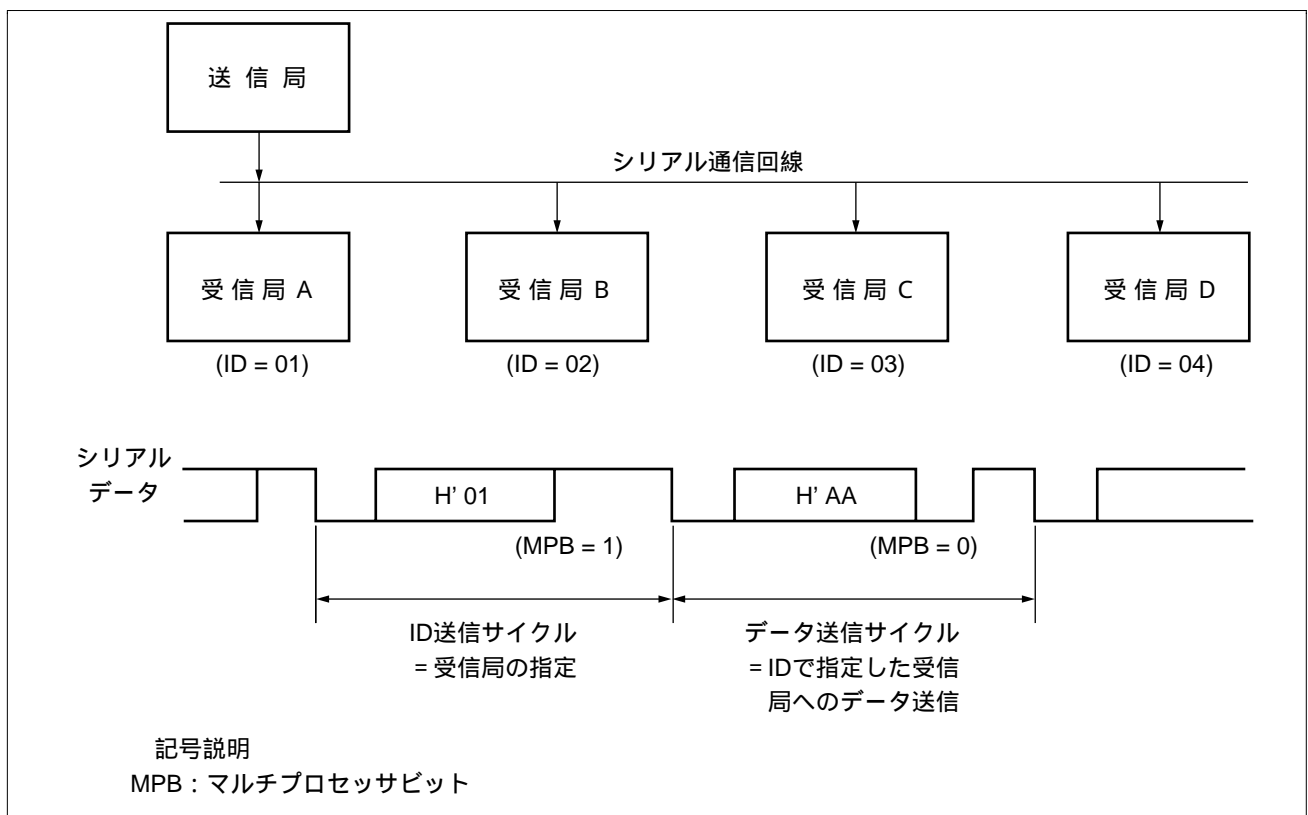 送 信 局
シリアル通信回線
受 信 局 A
受 信 局 B
受 信 局 C
受 信 局 D
(ID = 01)
(ID = 02)
(ID = 03)
(ID = 04)
シリアル
データ
H’ 01
H’ AA
(MPB = 1)
(MPB = 0)
ID送信サイクル
= 受信局の指定
データ送信サイクル
= IDで指定した受信
局へのデータ送信
記号説明
MPB：マルチプロセッサビット